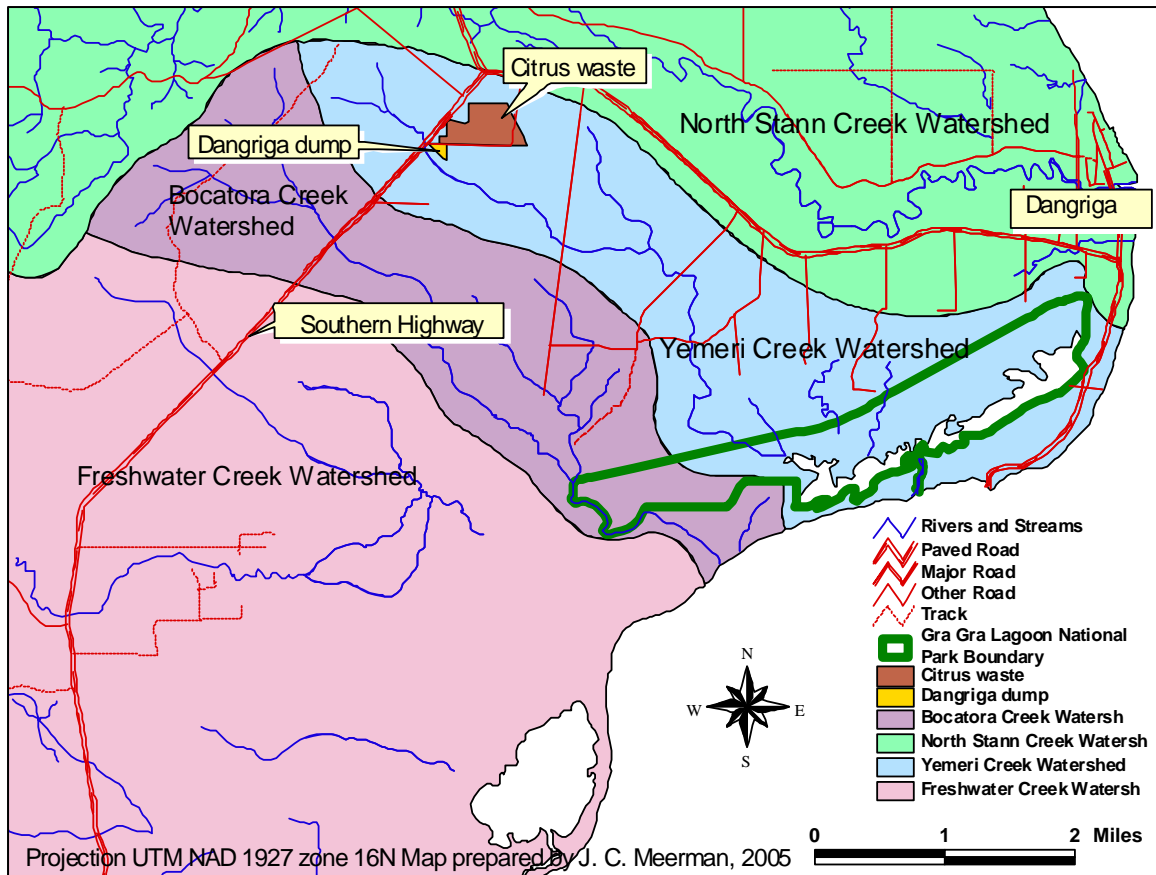 Citrus waste
North Stann Creek Watershed
Dangriga dump
Bocatora Creek
Watershed
Dangriga
Southern Highway
Yemeri Creek Watershed
Freshwater Creek Watershed
Rivers and Streams
Paved Road
Major Road
Other Road
Track
Gra Gra Lagoon National
Park Boundary
Citrus waste
Dangriga dump
Bocatora Creek Watersh
North Stann Creek Watersh
Yemeri Creek Watershed
Freshwater Creek Watersh
N
W E
S
0 1 2 Miles
Projection UTM NAD 1927 zone 16N Map prepared by J. C. Meerman, 2005